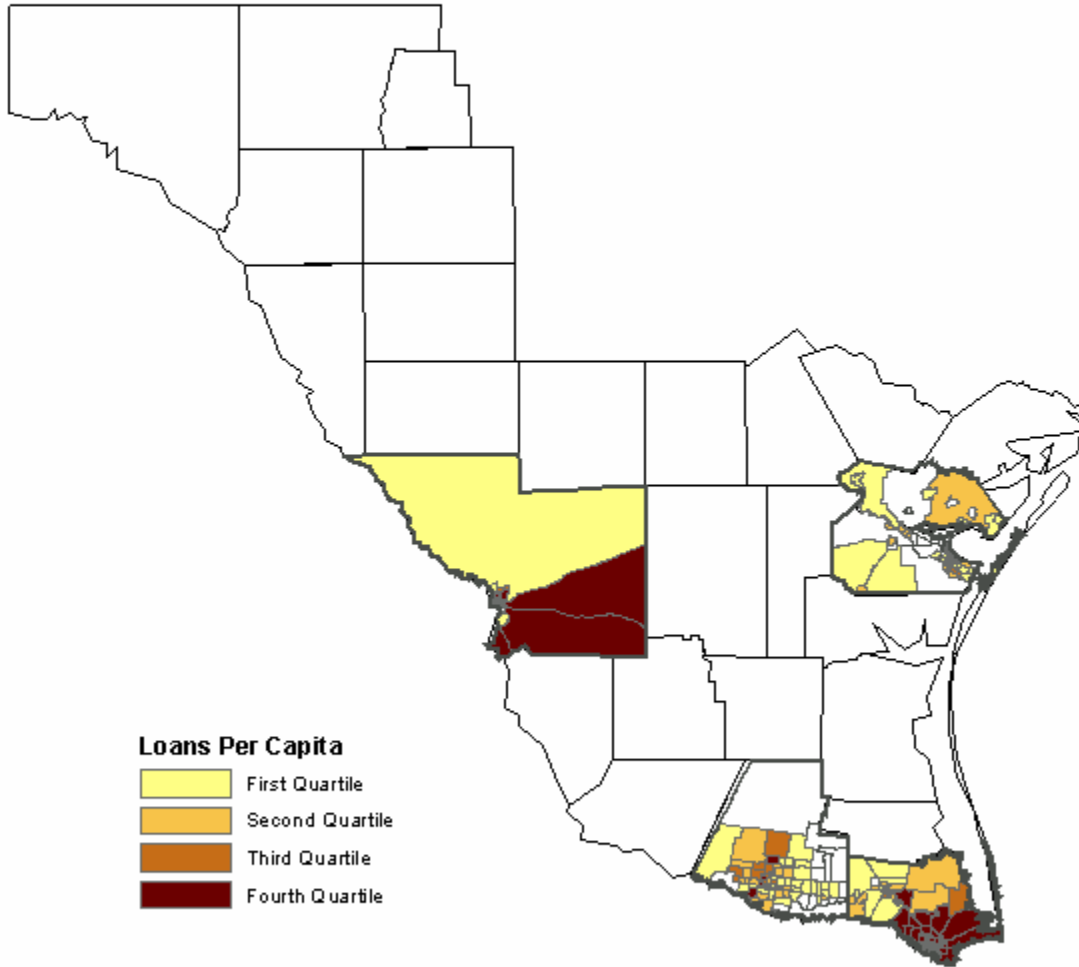 Loans Per Capita
First Quartile
Second Quartile
Third Quartile
Fourth Quartile